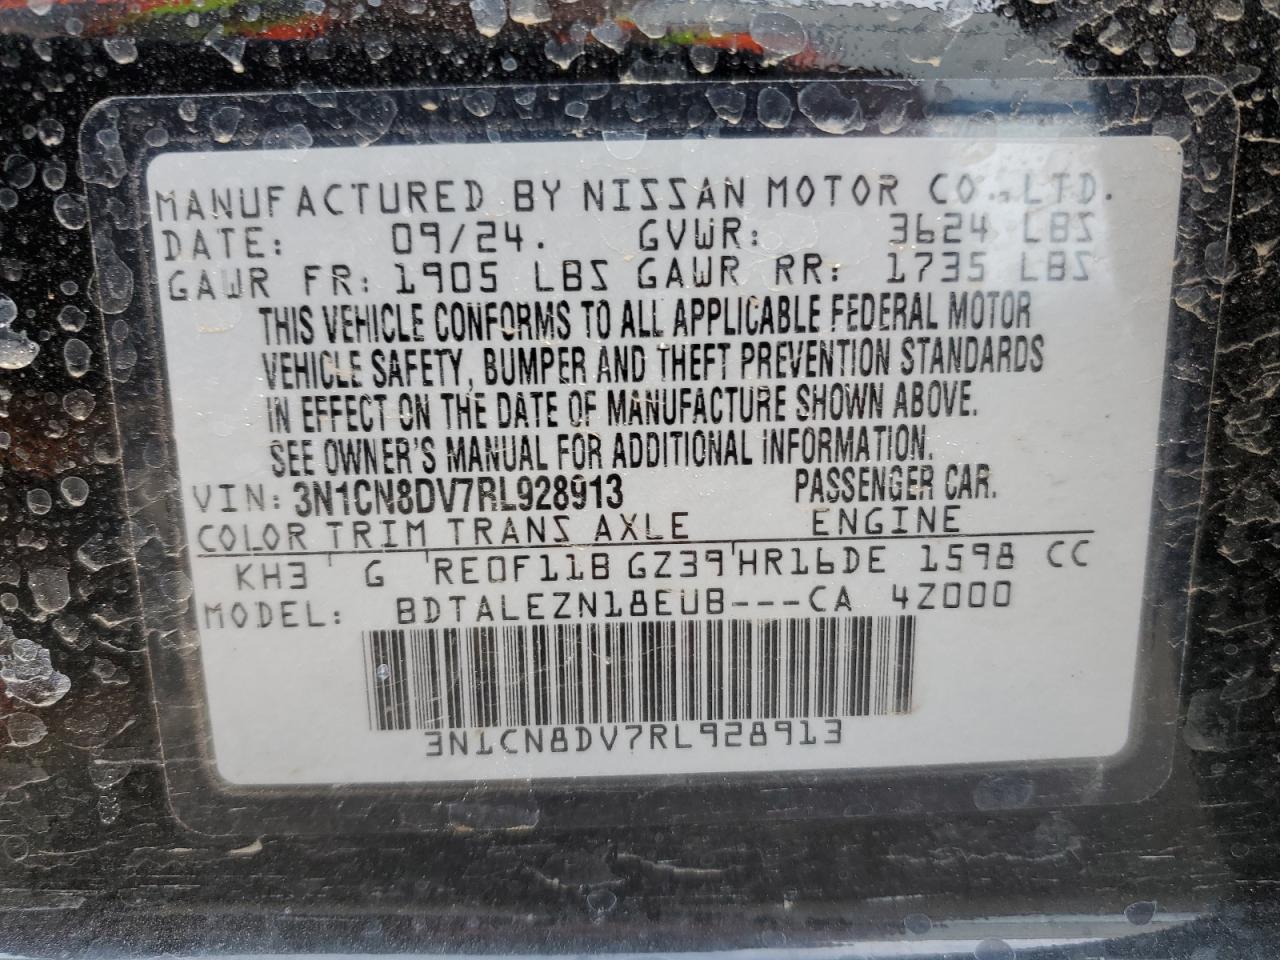 MANUFACTURED BY NISSAN MOTOR CO., LTD.
DATE: 09/24. GVWR: 3624 LBS
GAWR FR: 1905 LBS GAWR RR: 1735 LBS
THIS VEHICLE CONFORMS TO ALL APPLICABLE FEDERAL MOTOR
VEHICLE SAFETY, BUMPER AND THEFT PREVENTION STANDARDS
IN EFFECT ON THE DATE OF MANUFACTURE SHOWN ABOVE.
SEE OWNER'S MANUAL FOR ADDITIONAL INFORMATION.
VIN: 3N1CN8DV7RL928913 PASSENGER CAR.
COLOR TRIM TRANS AXLE ENGINE
KH3 G RE0F11B GZ39 HR16DE 1598 CC
MODEL: BDTALEZN18EUB---CA 4Z000
3N1CN8DV7RL928913